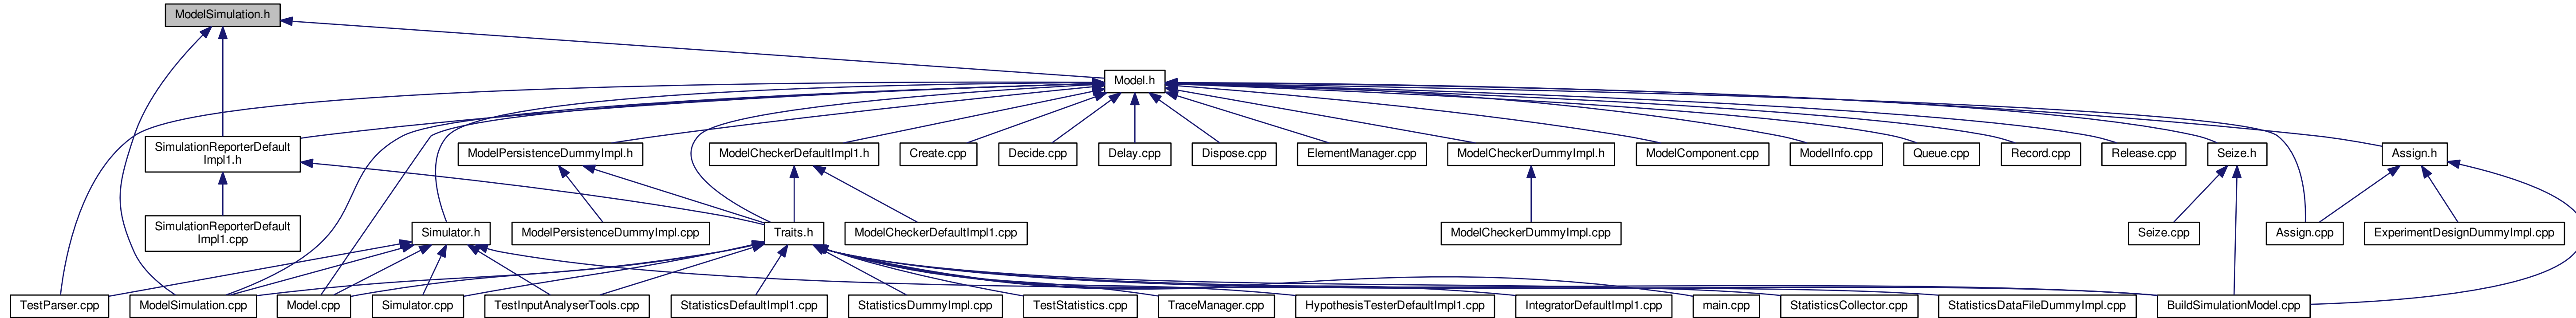 ModelSimulation.h
Model.h
SimulationReporterDefault
Impl1.h
ModelPersistenceDummyImpl.h
ModelCheckerDefaultImpl1.h
Create.cpp
Decide.cpp
Delay.cpp
Dispose.cpp
ElementManager.cpp
ModelCheckerDummyImpl.h
ModelComponent.cpp
ModelInfo.cpp
Queue.cpp
Record.cpp
Release.cpp
Seize.h
Assign.h
SimulationReporterDefault
Impl1.cpp
Simulator.h
ModelPersistenceDummyImpl.cpp
Traits.h
ModelCheckerDefaultImpl1.cpp
ModelCheckerDummyImpl.cpp
Seize.cpp
Assign.cpp
ExperimentDesignDummyImpl.cpp
TestParser.cpp
ModelSimulation.cpp
Model.cpp
Simulator.cpp
TestInputAnalyserTools.cpp
StatisticsDefaultImpl1.cpp
StatisticsDummyImpl.cpp
TestStatistics.cpp
TraceManager.cpp
HypothesisTesterDefaultImpl1.cpp
IntegratorDefaultImpl1.cpp
main.cpp
StatisticsCollector.cpp
StatisticsDataFileDummyImpl.cpp
BuildSimulationModel.cpp